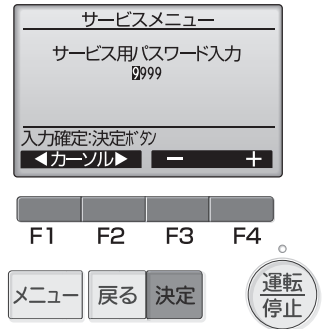 サービスメニュー
サービス用パスワード入力
9999
入力確定:決定ボタン
◀カーソル▶ － ＋
F1 F2 F3 F4
メニュー 戻る 決定 運転
停止